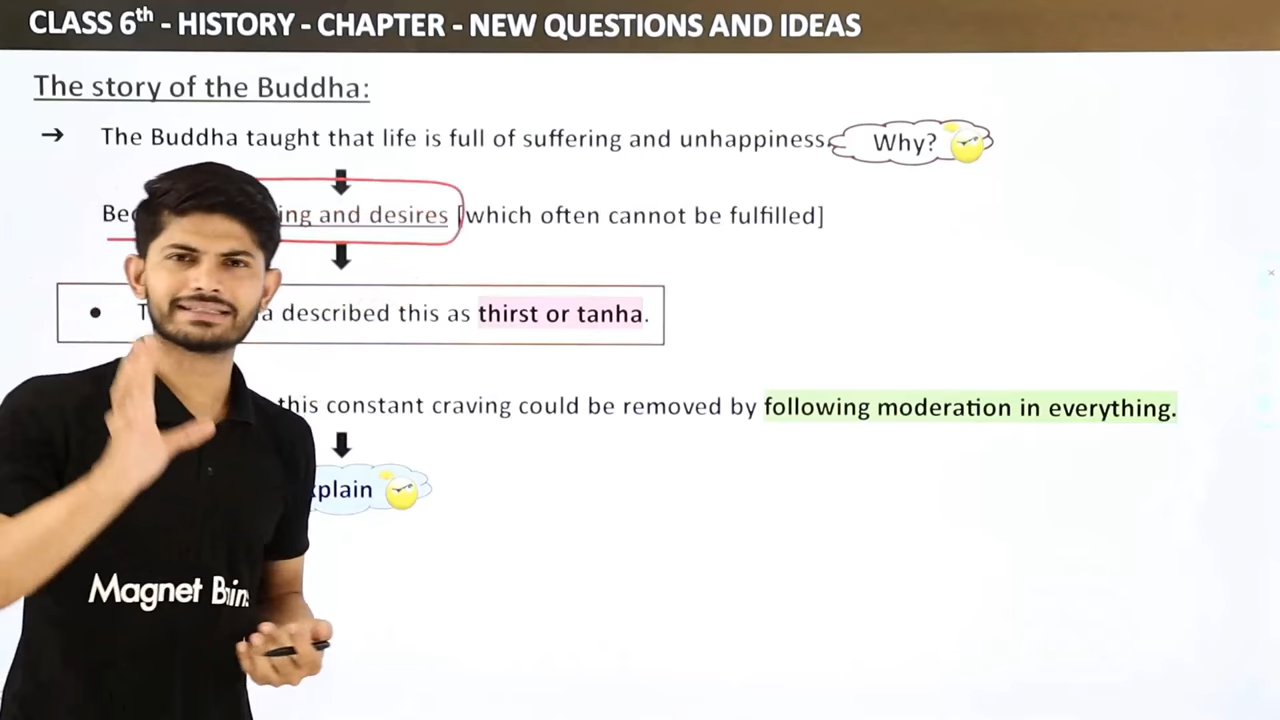 CLASS 6th - HISTORY - CHAPTER - NEW QUESTIONS AND IDEAS
The story of the Buddha:
➔ The Buddha taught that life is full of suffering and unhappiness. Why?
and desires [which often cannot be fulfilled]
• described this as thirst or tanha.
this constant craving could be removed by following moderation in everything.
Magnet